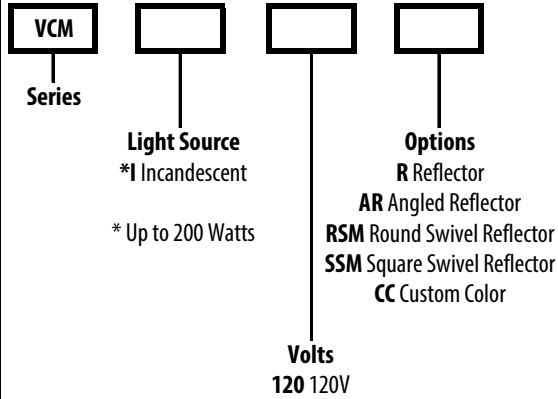 VCM
Series
Light Source
*I Incandescent
* Up to 200 Watts
Options
R Reflector
AR Angled Reflector
RSM Round Swivel Reflector
SSM Square Swivel Reflector
CC Custom Color
Volts
120 120V